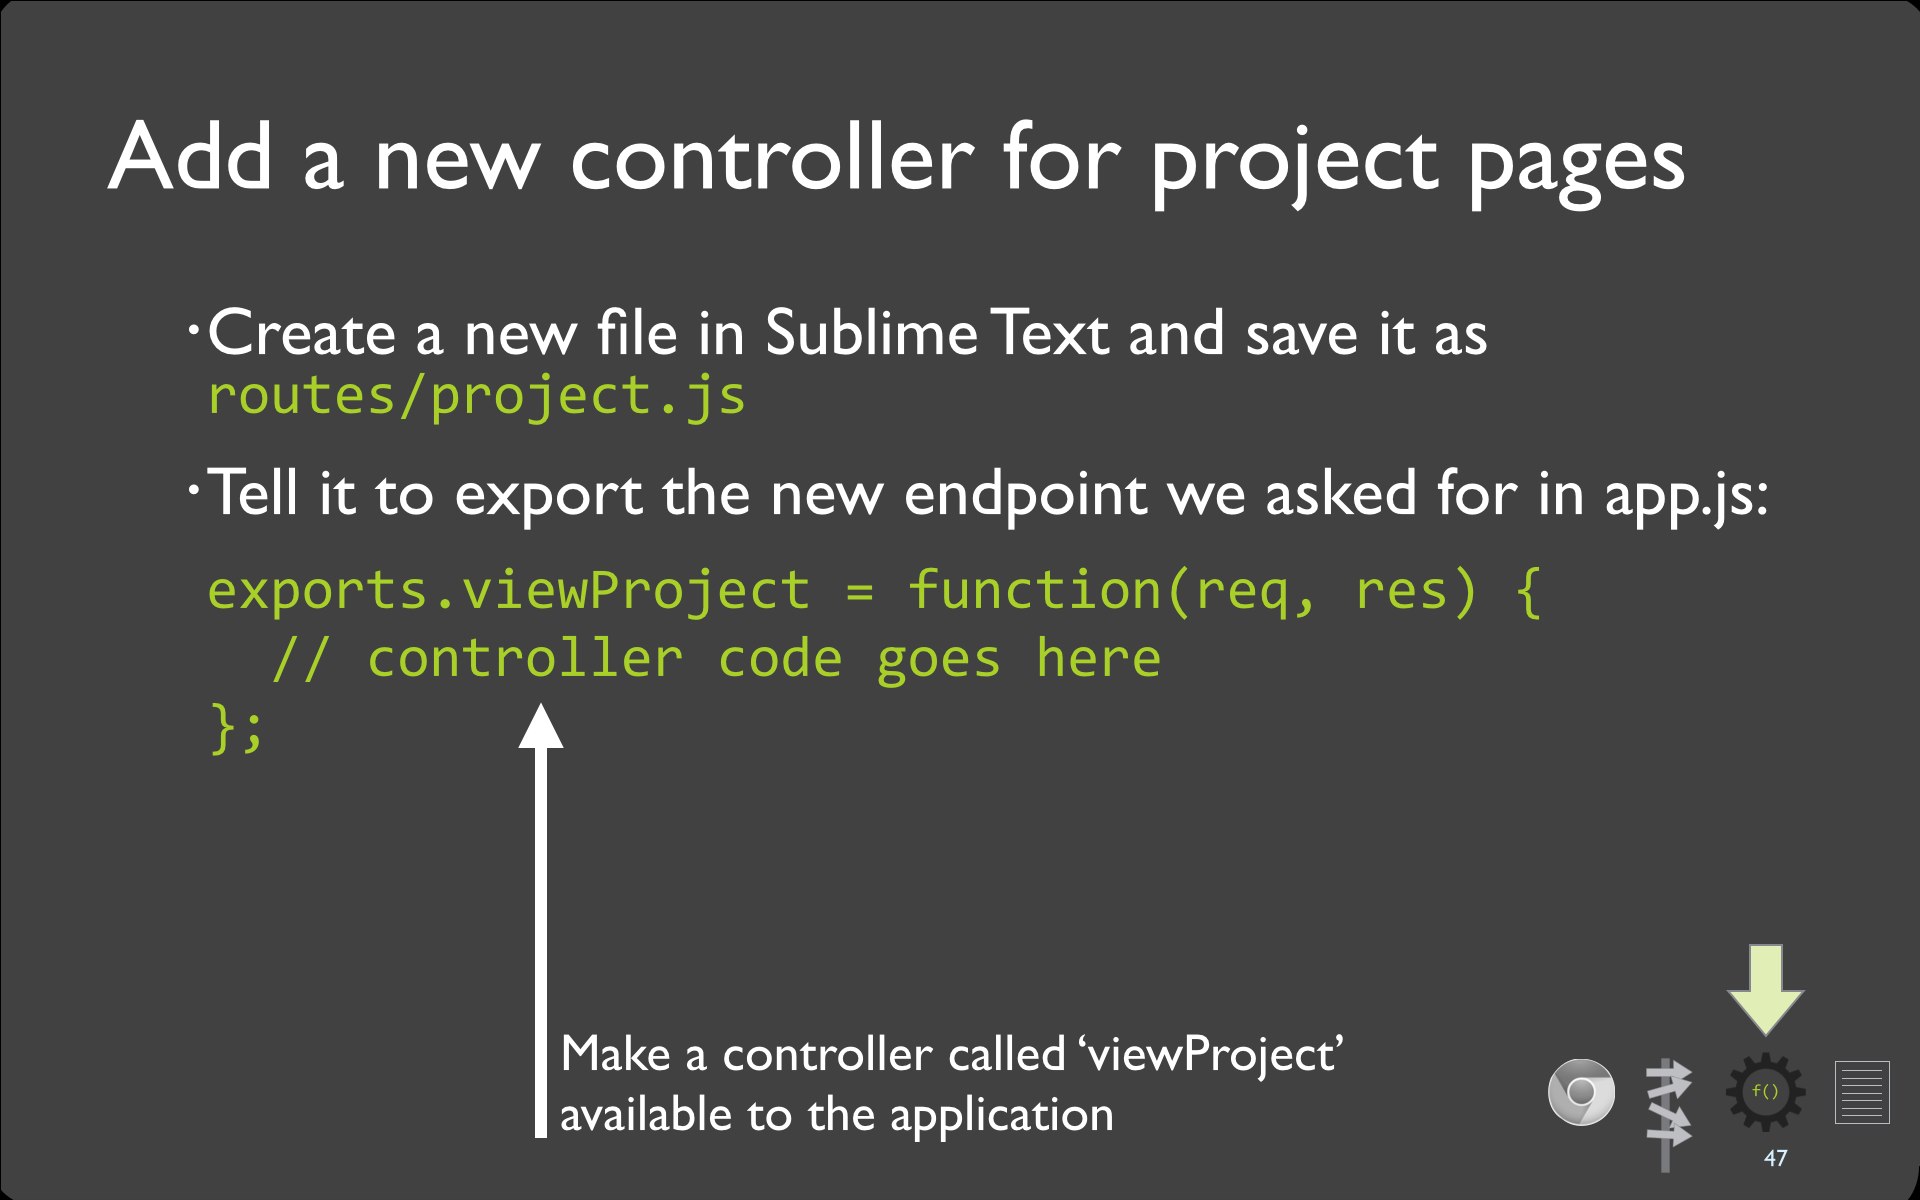 Add a new controller for project pages
·Create a new file in Sublime Text and save it as
routes/project.js
·Tell it to export the new endpoint we asked for in app.js:
exports.viewProject = function(req, res) {
  // controller code goes here
};
Make a controller called ‘viewProject’
available to the application
f()
47